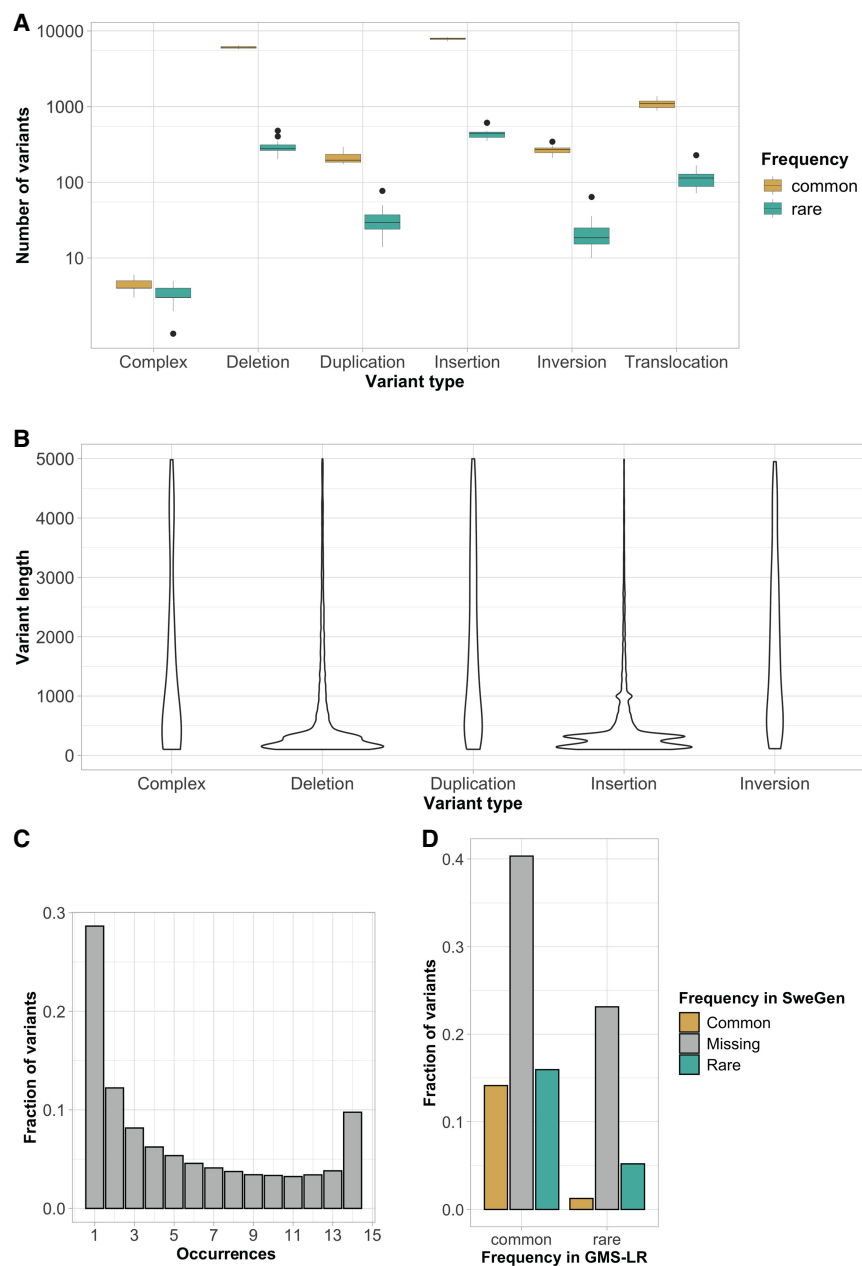 A
Number of variants
10000
1000
100
10
Complex Deletion Duplication Insertion Inversion Translocation
Variant type
Frequency
common
rare
B
Variant length
5000
4000
3000
2000
1000
0
Complex Deletion Duplication Insertion Inversion
Variant type
C
Fraction of variants
0.3
0.2
0.1
0.0
1 3 5 7 9 11 13 15
Occurrences
D
Fraction of variants
0.4
0.3
0.2
0.1
0.0
common rare
Frequency in GMS-LR
Frequency in SweGen
Common
Missing
Rare